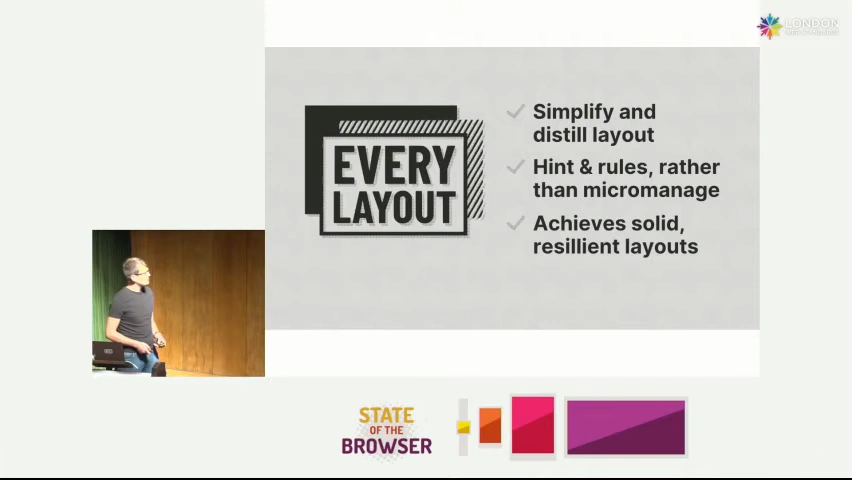 LONDON
EVERY
LAYOUT
Simplify and
distill layout
Hint & rules, rather
than micromanage
Achieves solid,
resillient layouts
STATE
OF THE
BROWSER